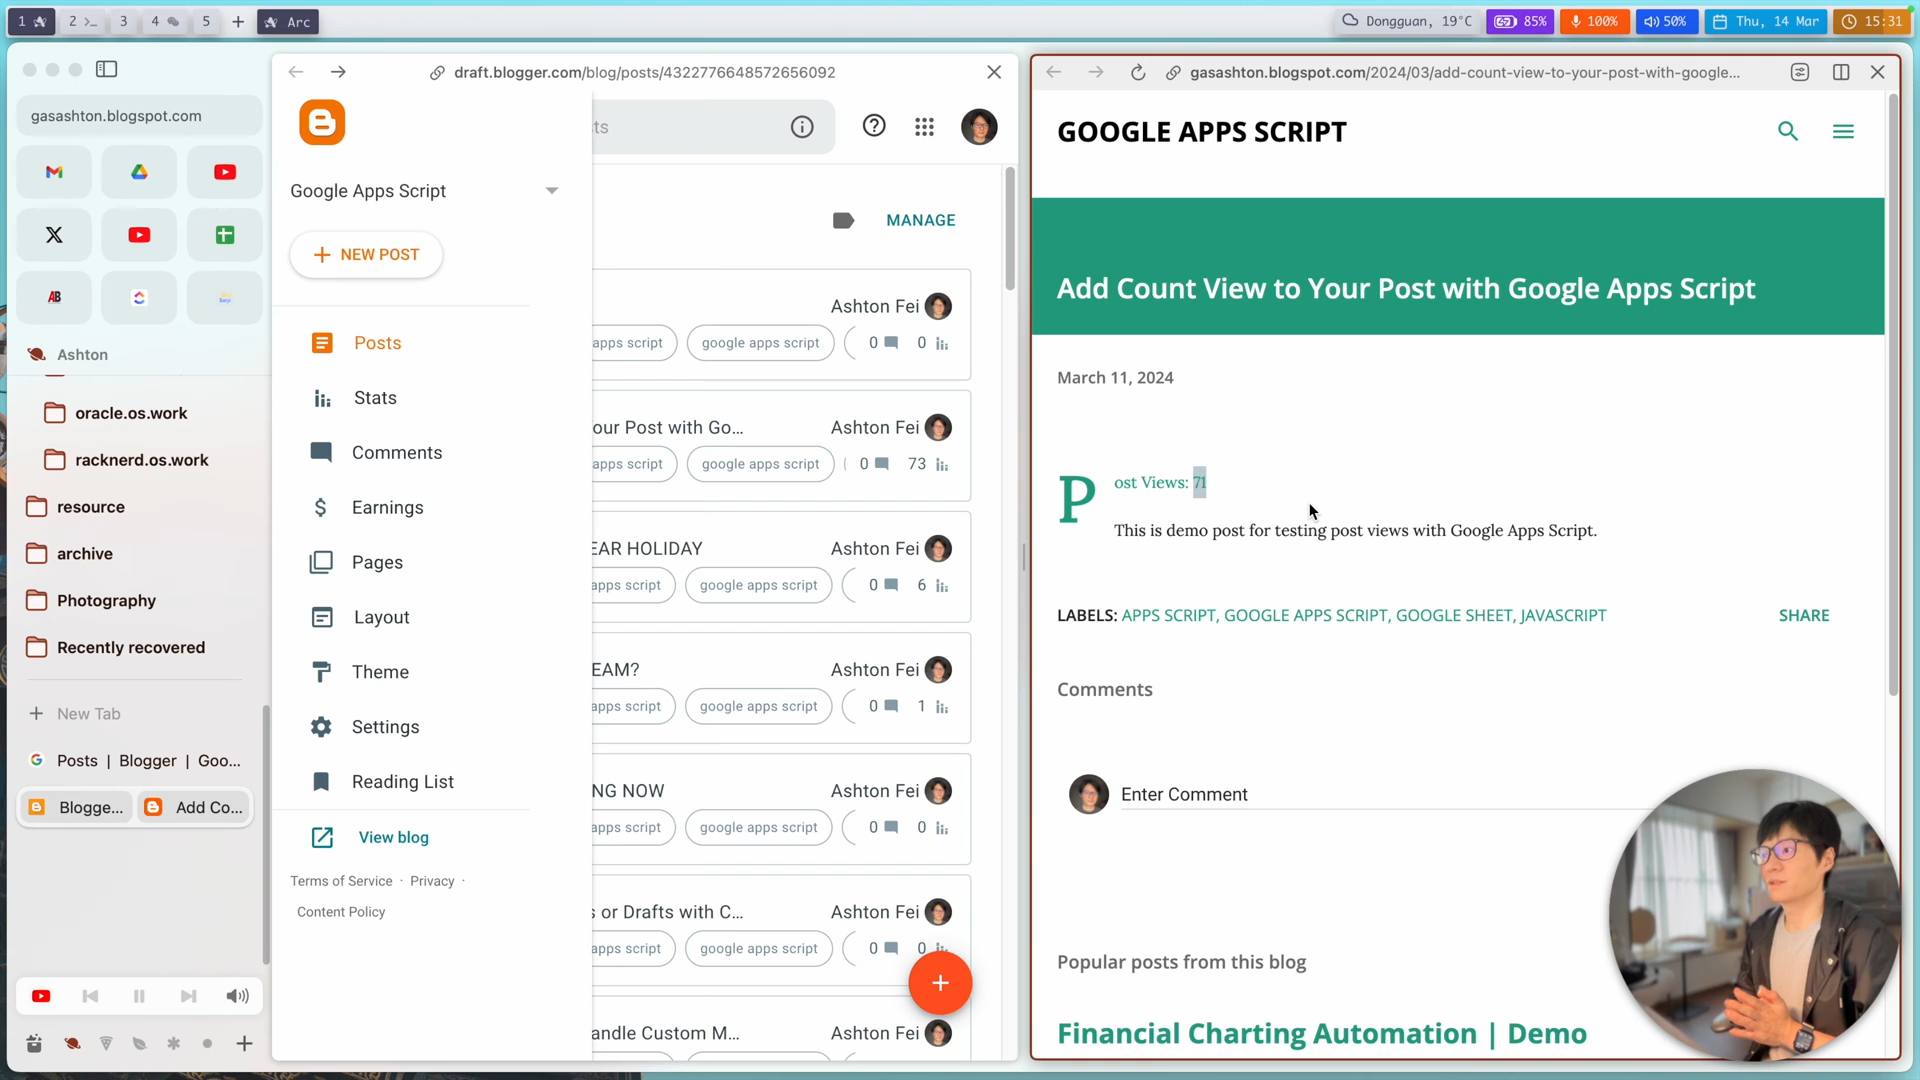 1
2
3
4
5
Arc
Dongguan, 19°C
85%
100%
50%
Thu, 14 Mar
15:31
draft.blogger.com/blog/posts/4322776648572656092
gasashton.blogspot.com/2024/03/add-count-view-to-your-post-with-google...
gasashton.blogspot.com
AB
Ashton
oracle.os.work
racknerd.os.work
resource
archive
Photography
Recently recovered
New Tab
Posts | Blogger | Goo...
Blogge...
Add Co...
Google Apps Script
NEW POST
Posts
Stats
Comments
Earnings
Pages
Layout
Theme
Settings
Reading List
View blog
Terms of Service · Privacy ·
Content Policy
ts
MANAGE
Ashton Fei
apps script
google apps script
0
0
our Post with Go...
Ashton Fei
apps script
google apps script
0
73
EAR HOLIDAY
Ashton Fei
apps script
google apps script
0
6
EAM?
Ashton Fei
apps script
google apps script
0
1
NG NOW
Ashton Fei
apps script
google apps script
0
0
s or Drafts with C...
Ashton Fei
apps script
google apps script
0
0
andle Custom M...
Ashton Fei
GOOGLE APPS SCRIPT
Add Count View to Your Post with Google Apps Script
March 11, 2024
Post Views: 71
This is demo post for testing post views with Google Apps Script.
LABELS: APPS SCRIPT, GOOGLE APPS SCRIPT, GOOGLE SHEET, JAVASCRIPT
SHARE
Comments
Enter Comment
Popular posts from this blog
Financial Charting Automation | Demo